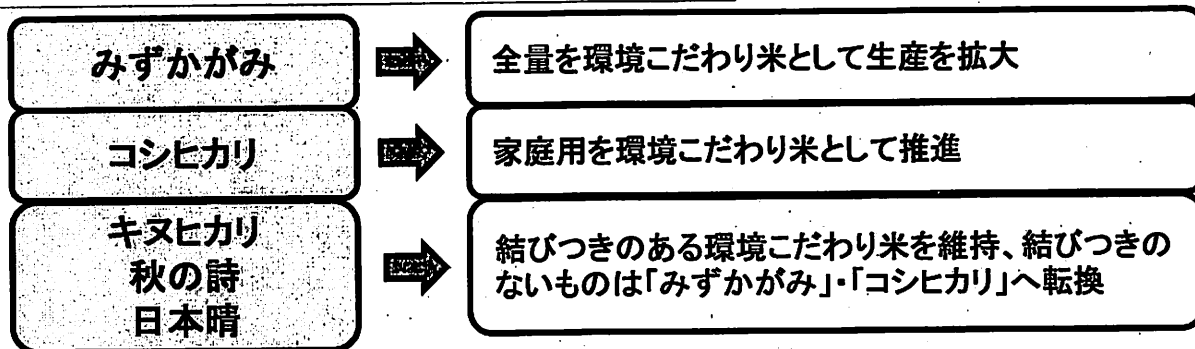 みずかがみ
全量を環境こだわり米として生産を拡大
コシヒカリ
家庭用を環境こだわり米として推進
キヌヒカリ
秋の詩
日本晴
結びつきのある環境こだわり米を維持、結びつきの
ないものは「みずかがみ」・「コシヒカリ」へ転換